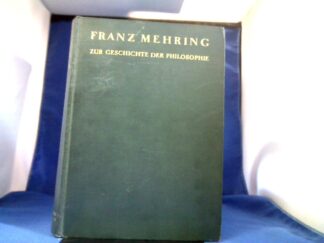 FRANZ MEHRING
ZUR GESCHICHTE DER PHILOSOPHIE